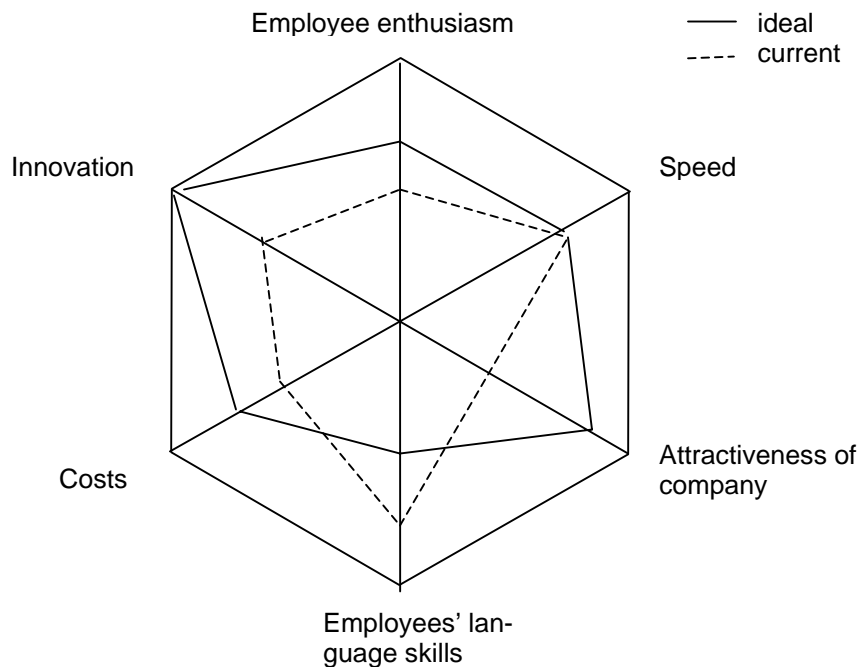 Employee enthusiasm
ideal
current
Innovation
Speed
Costs
Attractiveness of
company
Employees’ lan-
guage skills